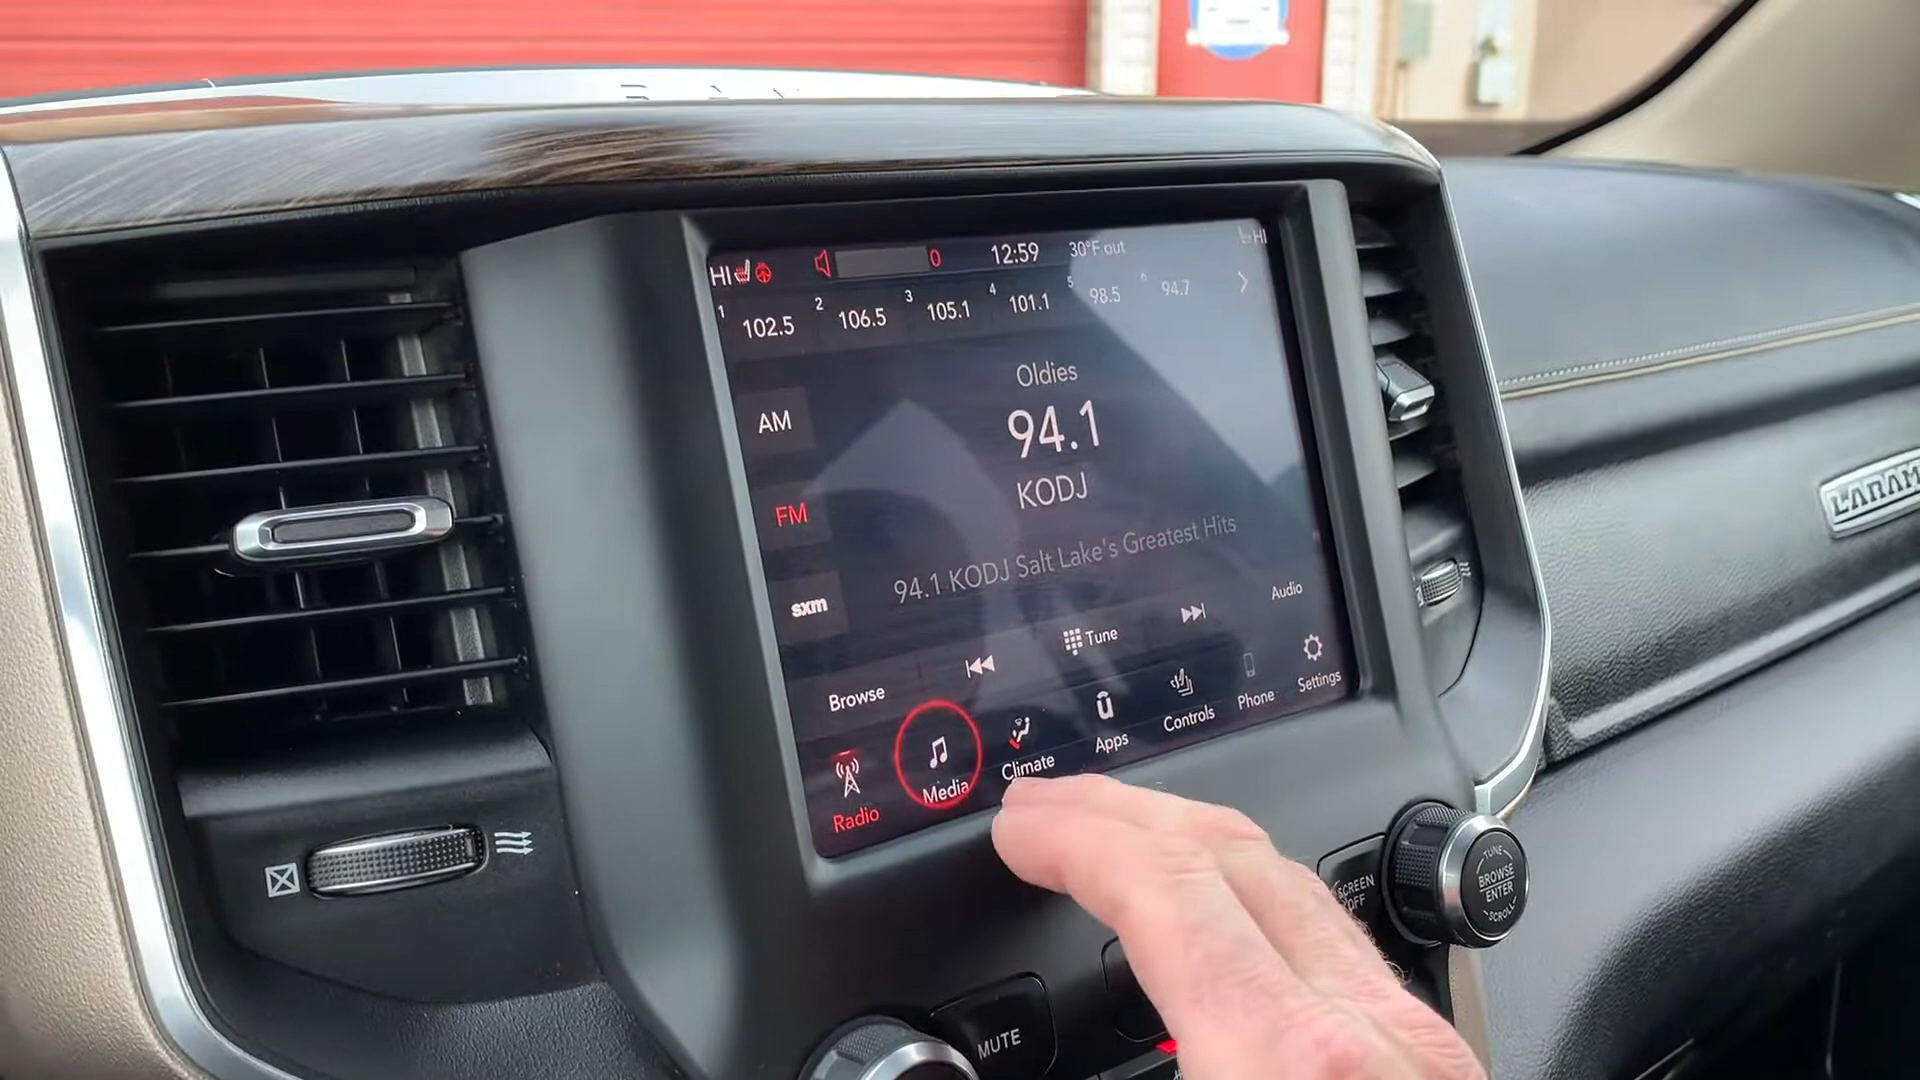 HI 0 12:59 30°F out HI
1 102.5 2 106.5 3 105.1 4 101.1 5 98.5 6 94.7
Oldies
AM
94.1
KODJ
FM
94.1 KODJ Salt Lake's Greatest Hits
sxm
Audio
Tune
Browse
Radio Media Climate Apps Controls Phone Settings
SCREEN
OFF
TUNE
BROWSE
ENTER
SCROLL
MUTE